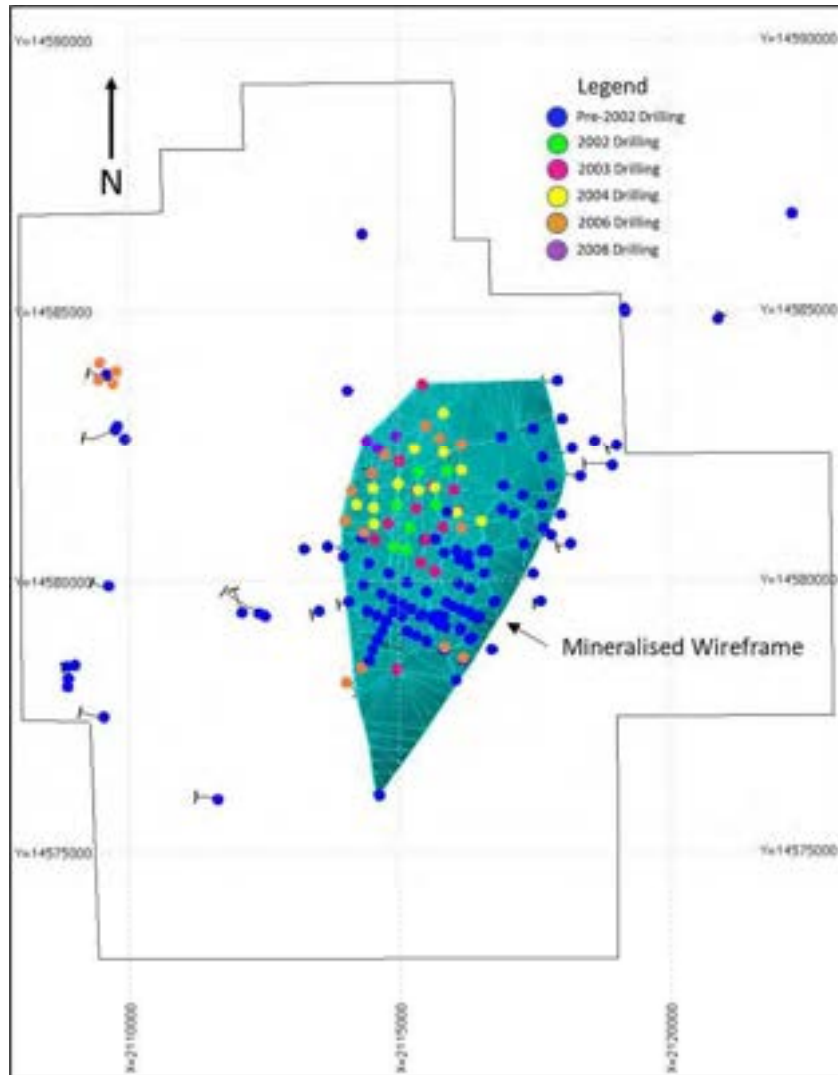 Y=14590000
Y=14590000
Legend
Pre-2002 Drilling
2002 Drilling
2003 Drilling
2004 Drilling
2006 Drilling
2008 Drilling
N
Y=14585000
Y=14585000
Y=14580000
Y=14580000
Mineralised Wireframe
Y=14575000
Y=14575000
X=2110000
X=2115000
X=2120000